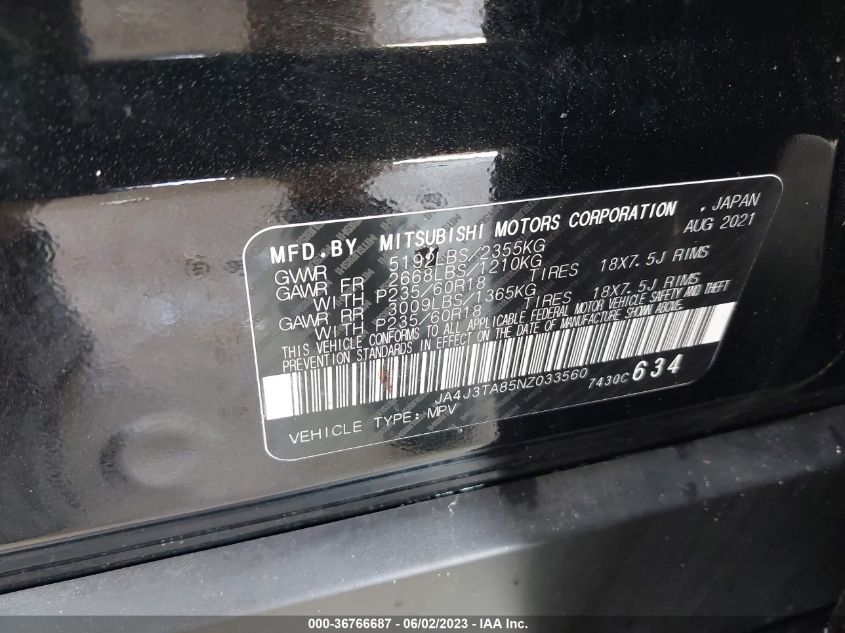 MFD.BY MITSUBISHI MOTORS CORPORATION , JAPAN
AUG 2021
GVWR 5192LBS/2355KG
GAWR FR 2668LBS/1210KG
WITH P235/60R18 TIRES 18X7.5J RIMS
GAWR RR 3009LBS/1365KG
WITH P235/60R18 TIRES 18X7.5J RIMS
THIS VEHICLE CONFORMS TO ALL APPLICABLE FEDERAL MOTOR VEHICLE SAFETY AND THEFT
PREVENTION STANDARDS IN EFFECT ON THE DATE OF MANUFACTURE SHOWN ABOVE.
JA4J3TA85NZ033560 7430C 634
VEHICLE TYPE: MPV
000-36766687 - 06/02/2023 - IAA Inc.